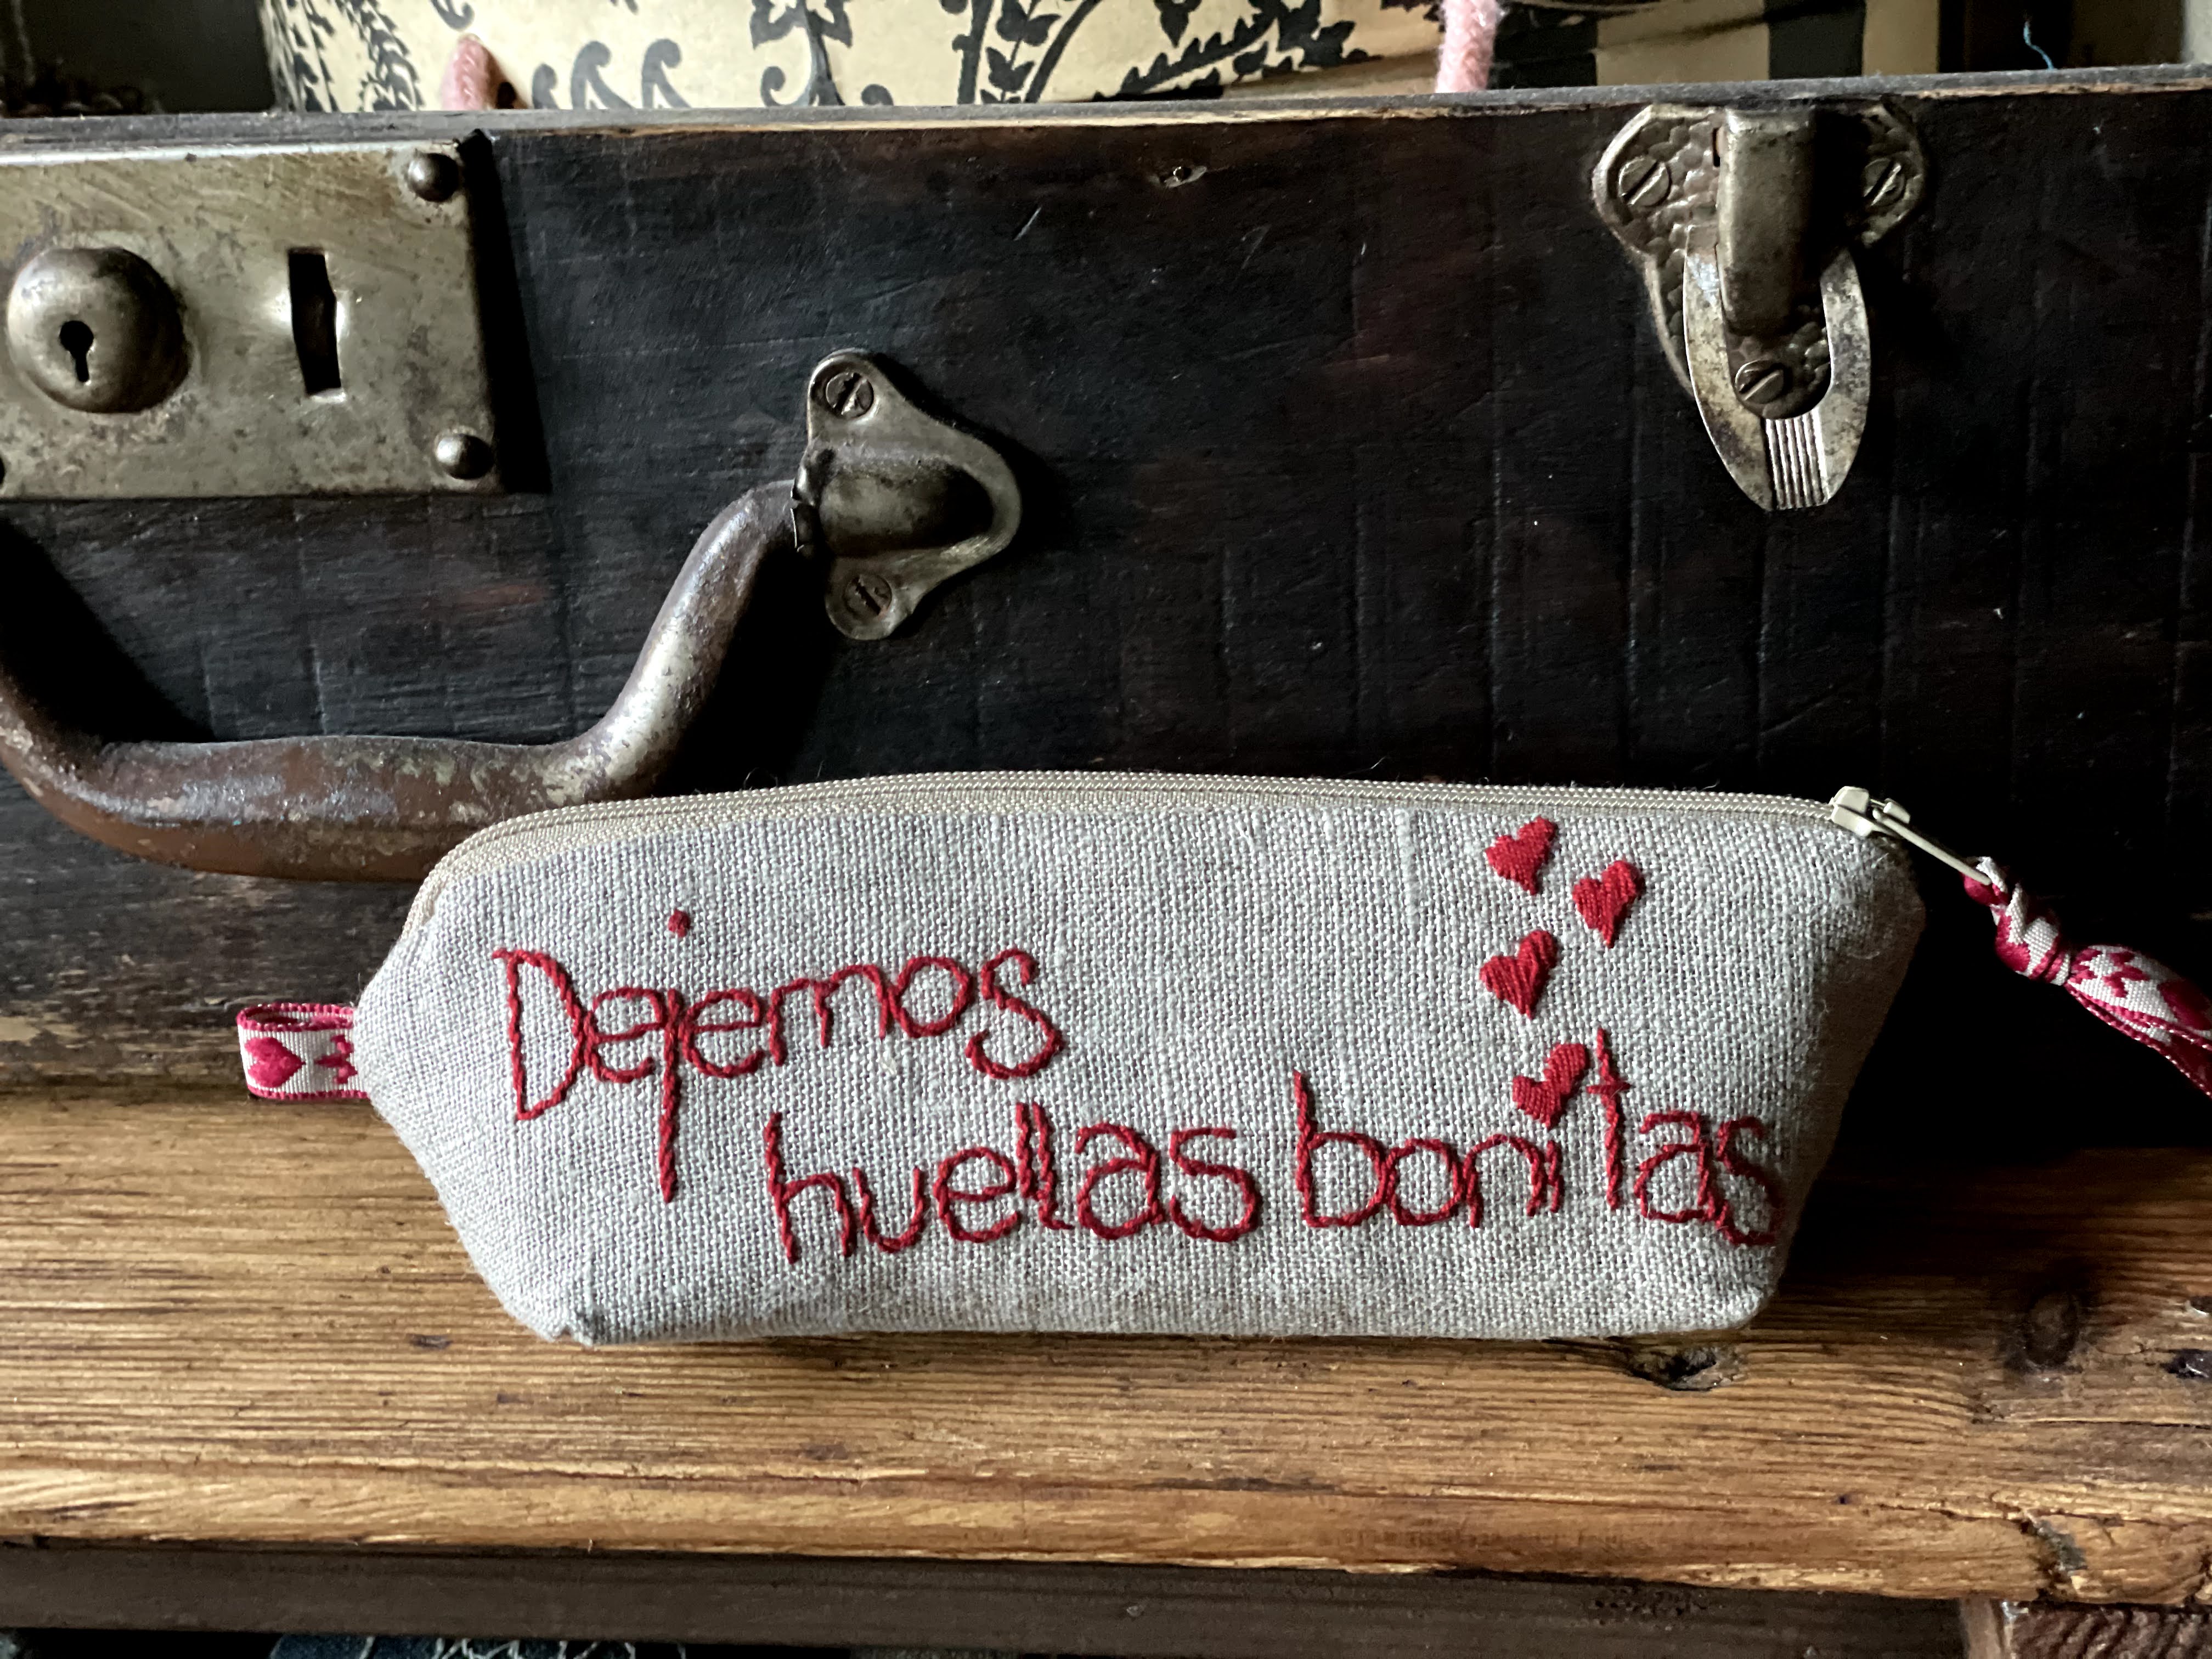 Dejemos
huellas bonitas